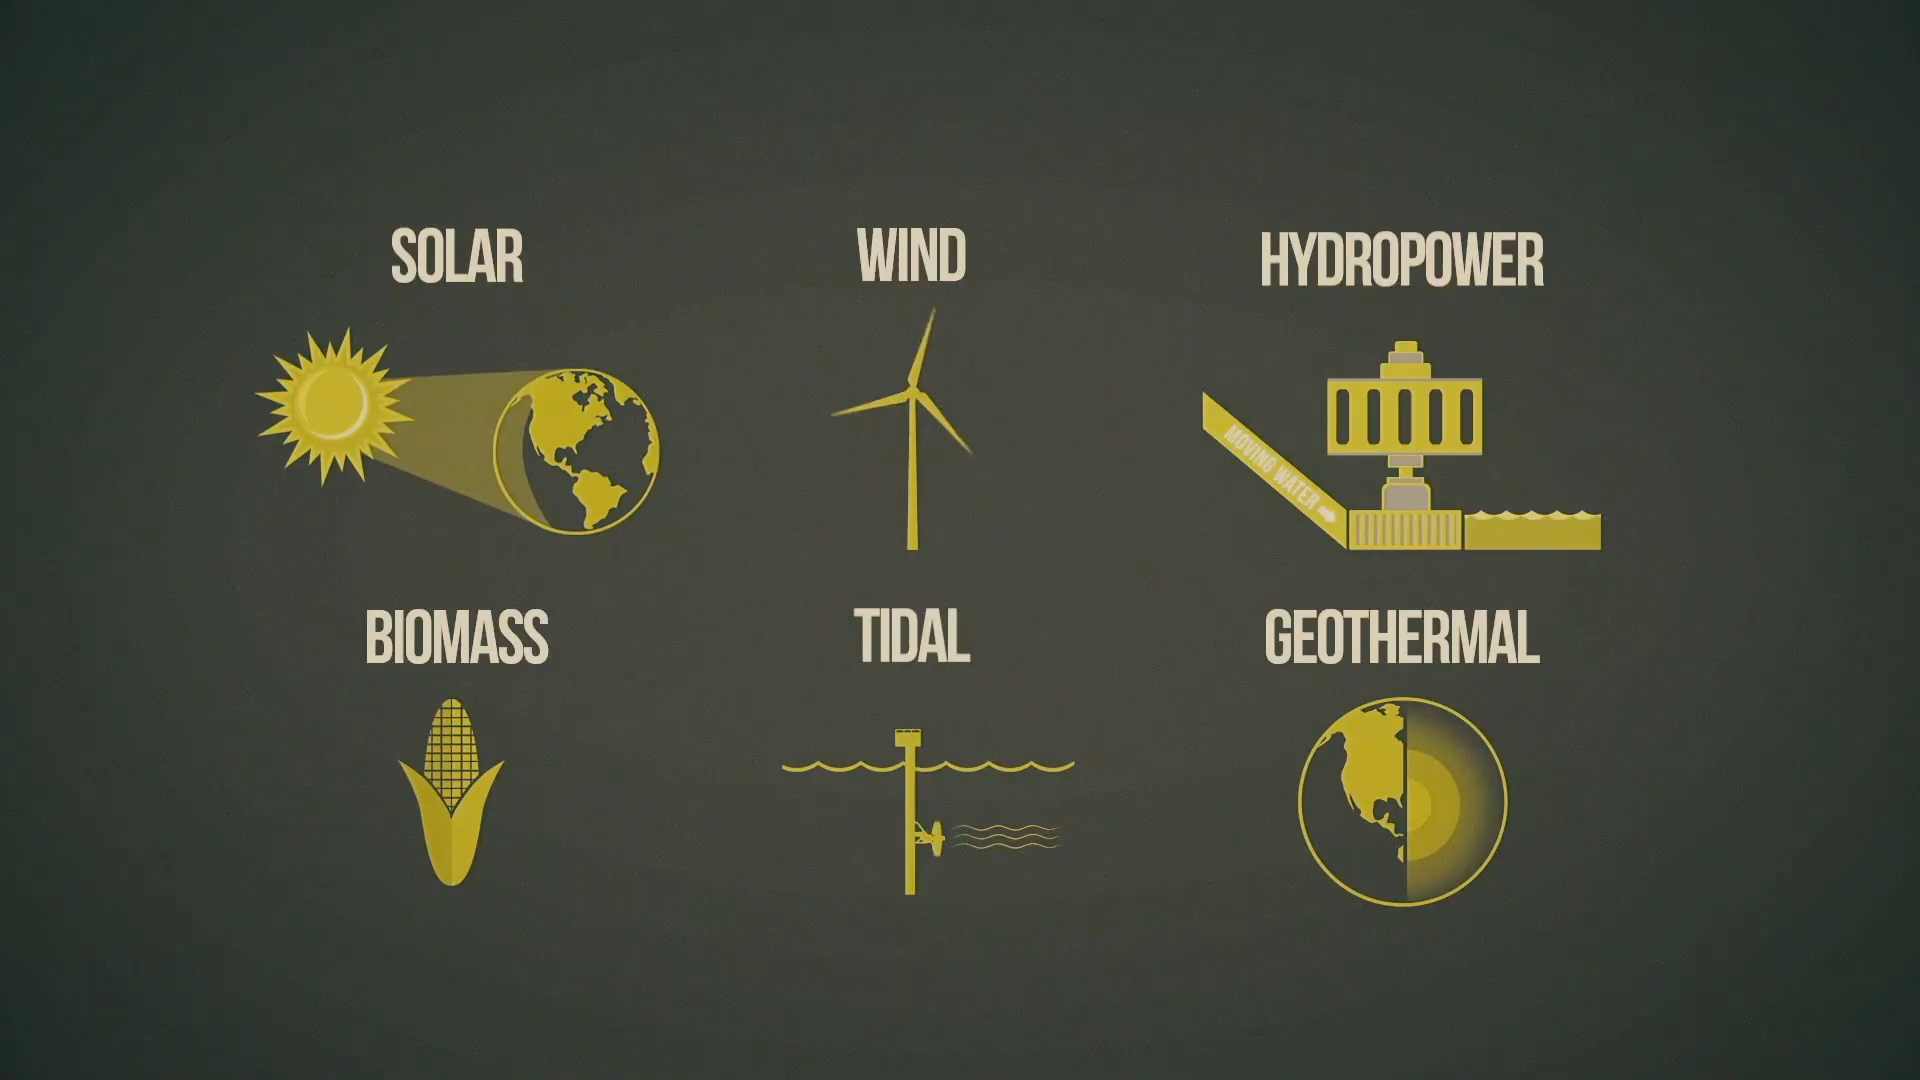 SOLAR
WIND
HYDROPOWER
MOVING WATER
BIOMASS
TIDAL
GEOTHERMAL